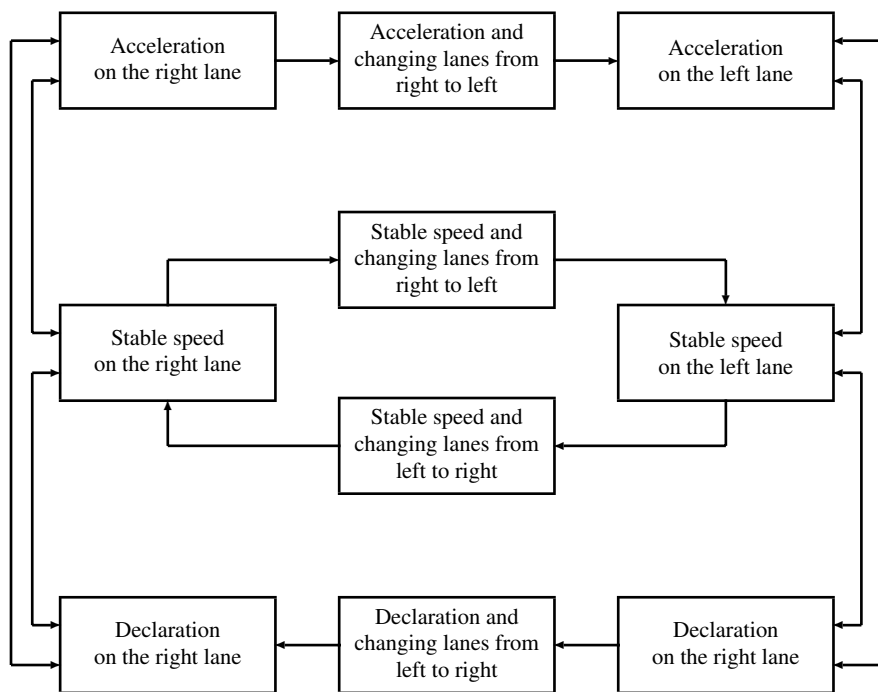 Acceleration
on the right lane
Acceleration and
changing lanes from
right to left
Acceleration
on the left lane
Stable speed and
changing lanes from
right to left
Stable speed
on the right lane
Stable speed
on the left lane
Stable speed and
changing lanes from
left to right
Declaration
on the right lane
Declaration and
changing lanes from
left to right
Declaration
on the right lane